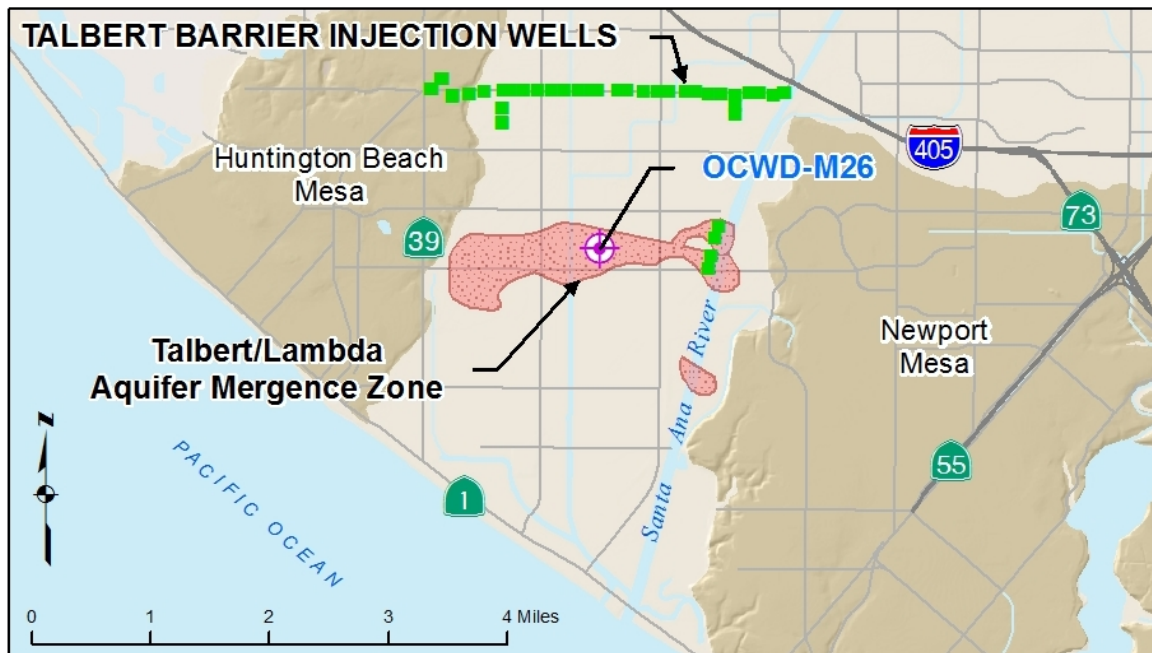 TALBERT BARRIER INJECTION WELLS
Huntington Beach
Mesa
OCWD-M26
405
73
39
Talbert/Lambda
Aquifer Mergence Zone
Newport
Mesa
Santa Ana River
55
1
N
PACIFIC OCEAN
0 1 2 3 4 Miles